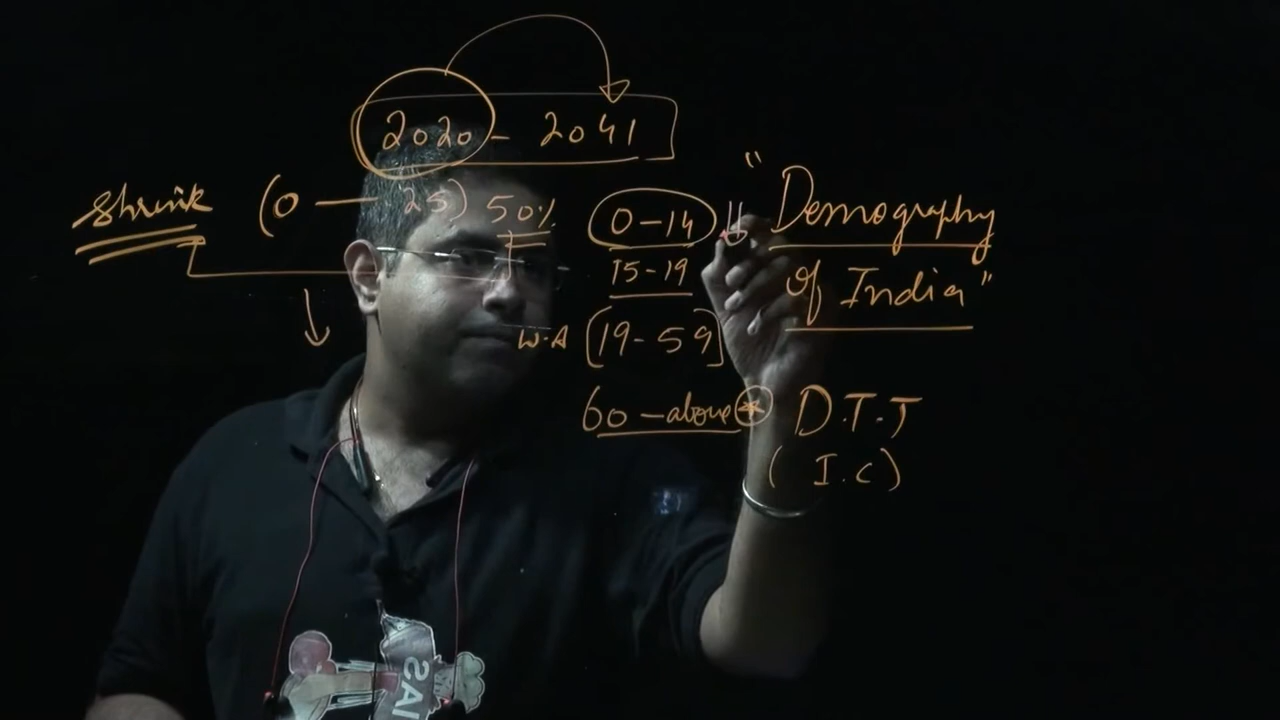 2020 - 2041
Shrink (0 — 25) 50%
0-14
15-19
W.A [19-59]
60-above
"Demography
of India"
D.T.T
(I.C)